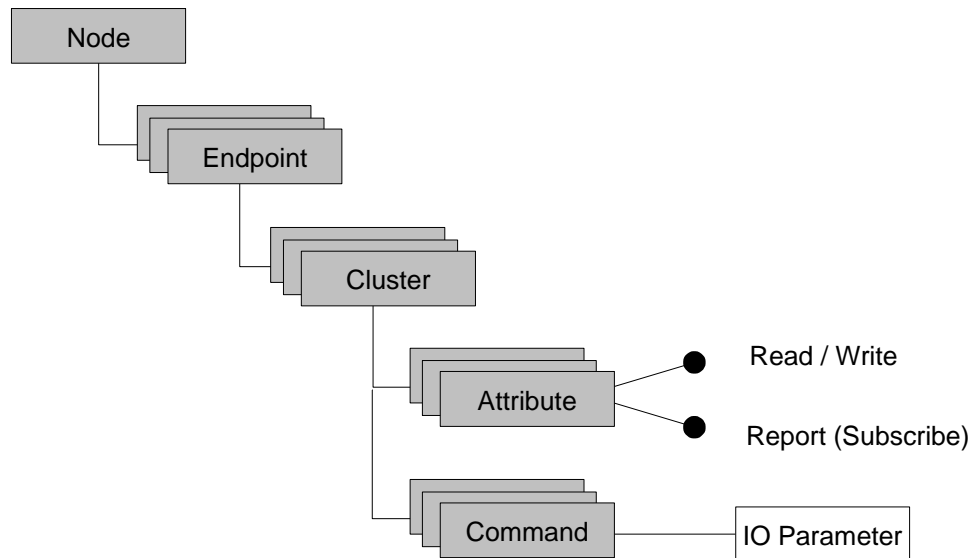 Node
Endpoint
Cluster
Attribute
Read / Write
Report (Subscribe)
Command
IO Parameter